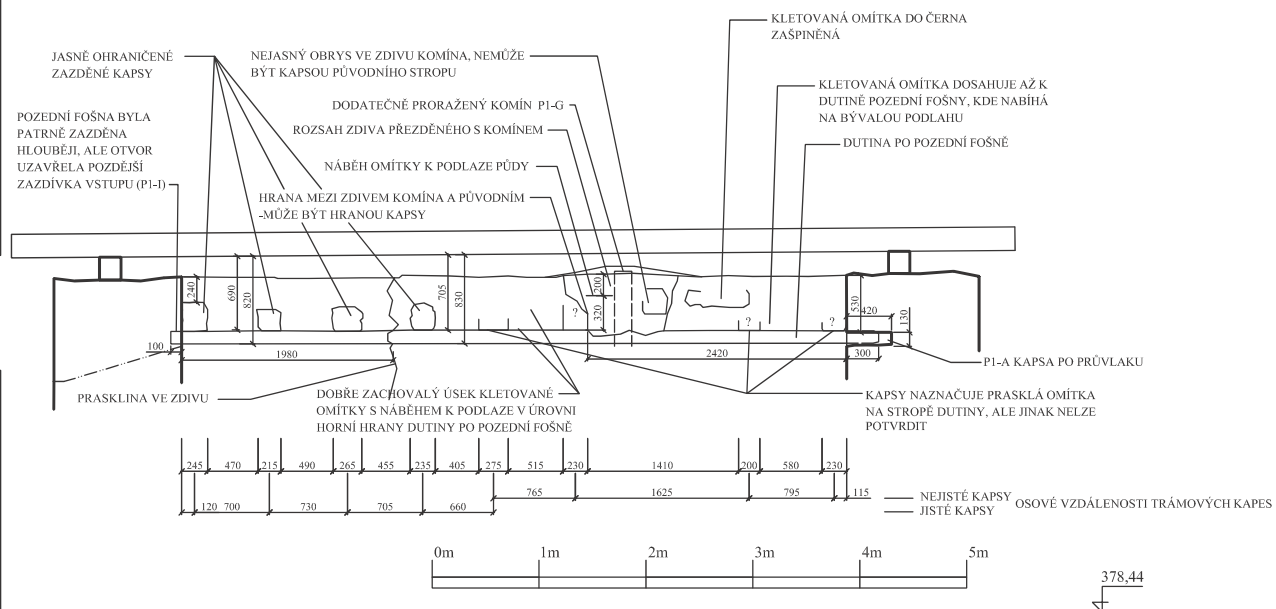 KLETOVANÁ OMÍTKA DO ČERNA
ZAŠPINĚNÁ
JASNĚ OHRANIČENÉ
ZAZDĚNÉ KAPSY
NEJASNÝ OBRYS VE ZDIVU KOMÍNA, NEMŮŽE
BÝT KAPSOU PŮVODNÍHO STROPU
KLETOVANÁ OMÍTKA DOSAHUJE AŽ K
DUTINĚ POZEDNÍ FOŠNY, KDE NABÍHÁ
NA BÝVALOU PODLAHU
DODATEČNĚ PRORAŽENÝ KOMÍN P1-G
POZEDNÍ FOŠNA BYLA
PATRNĚ ZAZDĚNA
HLOUBĚJI, ALE OTVOR
UZAVŘELA POZDĚJŠÍ
ZAZDÍVKA VSTUPU (P1-I)
ROZSAH ZDIVA PŘEZDĚNÉHO S KOMÍNEM
DUTINA PO POZEDNÍ FOŠNĚ
NÁBĚH OMÍTKY K PODLAZE PŮDY
HRANA MEZI ZDIVEM KOMÍNA A PŮVODNÍM
-MŮŽE BÝT HRANOU KAPSY
240
690
820
705
830
200
320
530
420
130
? ? ?
100
1980
2420
300
P1-A KAPSA PO PRŮVLAKU
PRASKLINA VE ZDIVU
DOBŘE ZACHOVALÝ ÚSEK KLETOVANÉ
OMÍTKY S NÁBĚHEM K PODLAZE V ÚROVNI
HORNÍ HRANY DUTINY PO POZEDNÍ FOŠNĚ
KAPSY NAZNAČUJE PRASKLÁ OMÍTKA
NA STROPĚ DUTINY, ALE JINAK NELZE
POTVRDIT
245 470 215 490 265 455 235 405 275 515 230 1410 200 580 230
765 1625 795 115
120 700 730 705 660
NEJISTÉ KAPSY
JISTÉ KAPSY
OSOVÉ VZDÁLENOSTI TRÁMOVÝCH KAPES
0m 1m 2m 3m 4m 5m
378,44